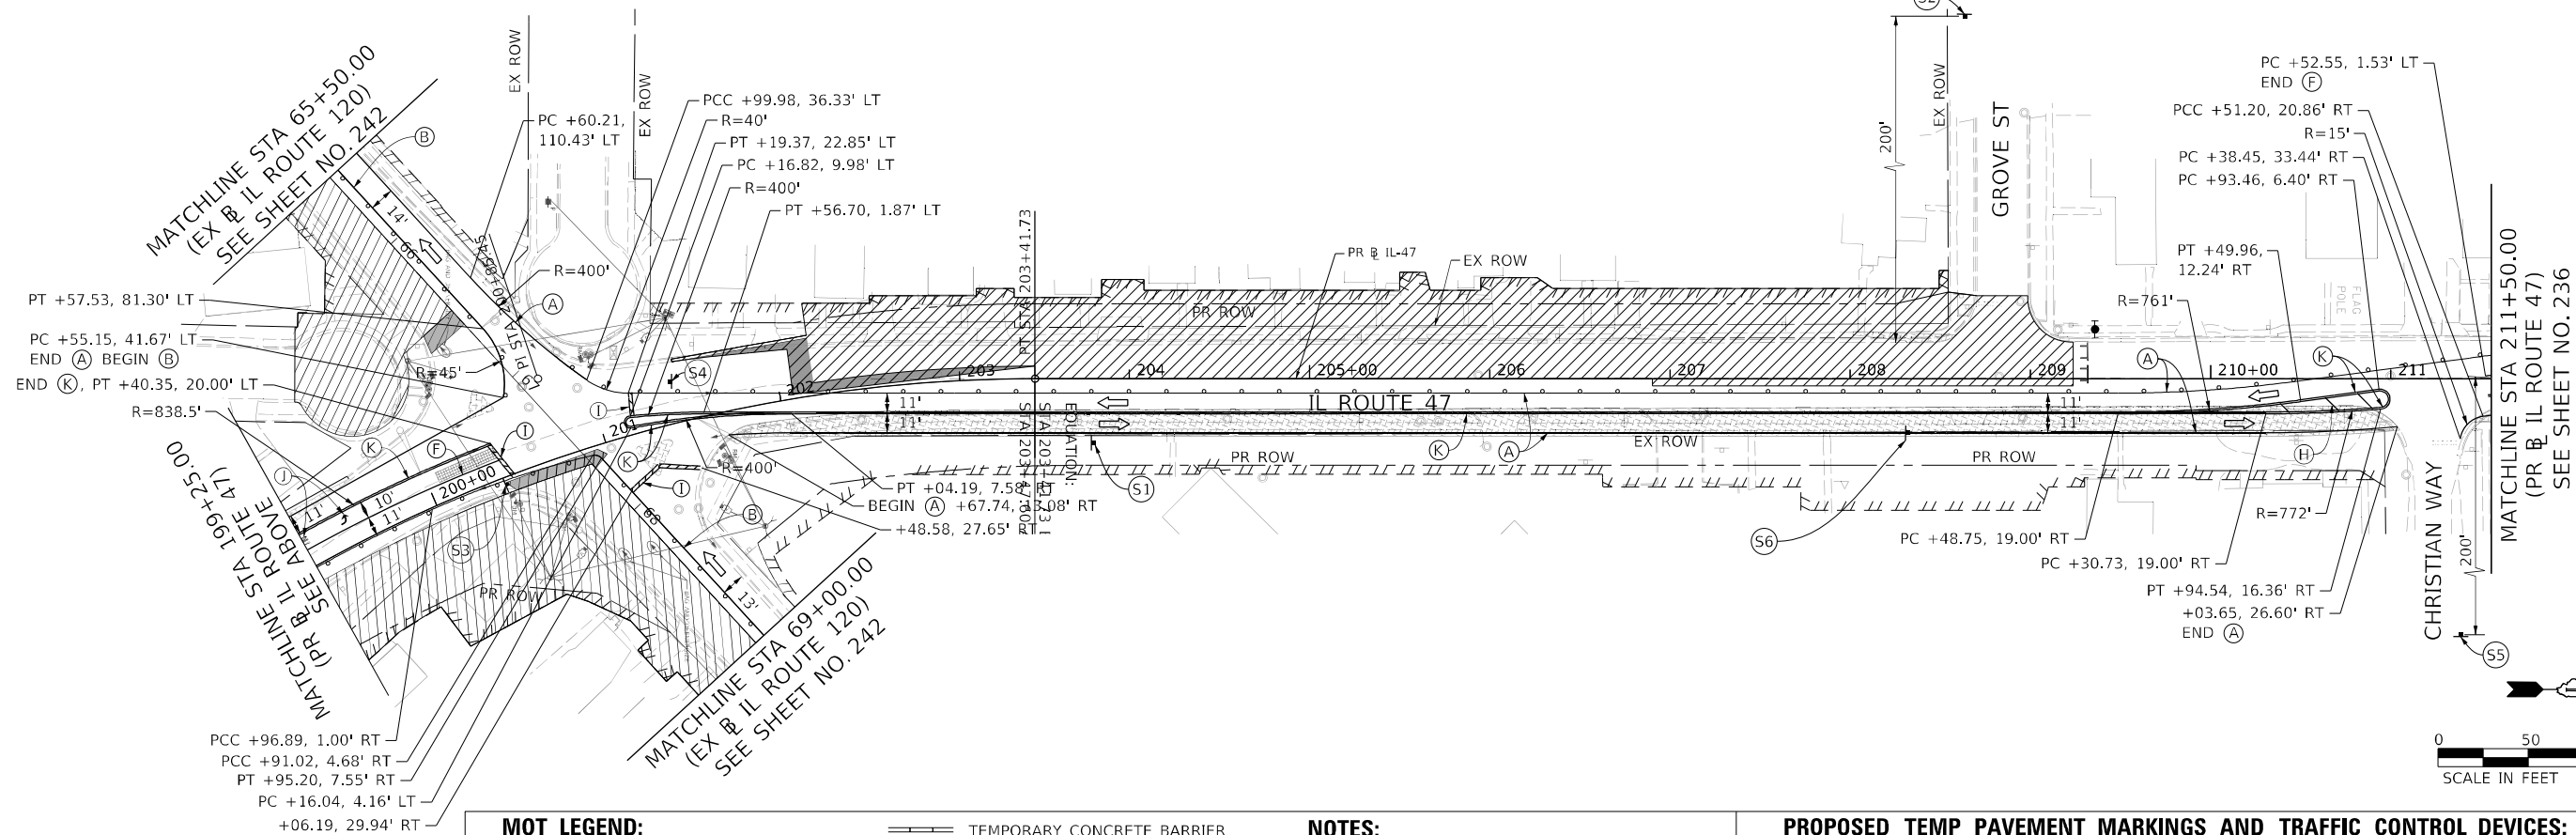 S2
EX ROW
EX ROW
EX ROW
200'
GROVE ST
MATCHLINE STA 65+50.00
(EX B IL ROUTE 120)
SEE SHEET NO. 242
B
14'
66
PC +60.21,
110.43' LT
PCC +99.98, 36.33' LT
R=40'
PT +19.37, 22.85' LT
PC +16.82, 9.98' LT
R=400'
PT +56.70, 1.87' LT
R=400'
A
PC +52.55, 1.53' LT
END F
PCC +51.20, 20.86' RT
R=15'
PC +38.45, 33.44' RT
PC +93.46, 6.40' RT
PT +49.96,
12.24' RT
R=761'
FLAG
POLE
PT STA 203+41.73
PR B IL-47
EX ROW
PR ROW
PT +57.53, 81.30' LT
PC +55.15, 41.67' LT
END A BEGIN B
END K, PT +40.35, 20.00' LT
R=838.5'
R=45'
S4
202
203
204
205+00
206
207
208
209
210+00
211
A
K
11'
11'
IL ROUTE 47
11'
11'
I
201
K
F
I
J
11'
10'
11'
200+00
K
S3
I
68
B
13'
R=400'
EQUATION:
PT +04.19, 7.58' RT
BEGIN A +67.74, 13.08' RT
+48.58, 27.65' RT
S1
K
A
EX ROW
PR ROW
PR ROW
S6
H
R=772'
PC +48.75, 19.00' RT
PC +30.73, 19.00' RT
PT +94.54, 16.36' RT
+03.65, 26.60' RT
END A
CHRISTIAN WAY
200'
S5
MATCHLINE STA 211+50.00
(PR B IL ROUTE 47)
SEE SHEET NO. 236
MATCHLINE STA 199+25.00
(PR B IL ROUTE 47)
SEE ABOVE
PR ROW
MATCHLINE STA 69+00.00
(EX B IL ROUTE 120)
SEE SHEET NO. 242
PCC +96.89, 1.00' RT
PCC +91.02, 4.68' RT
PT +95.20, 7.55' RT
PC +16.04, 4.16' LT
+06.19, 29.94' RT
0 50
SCALE IN FEET
MOT LEGEND:
TEMPORARY CONCRETE BARRIER
NOTES:
PROPOSED TEMP PAVEMENT MARKINGS AND TRAFFIC CONTROL DEVICES: